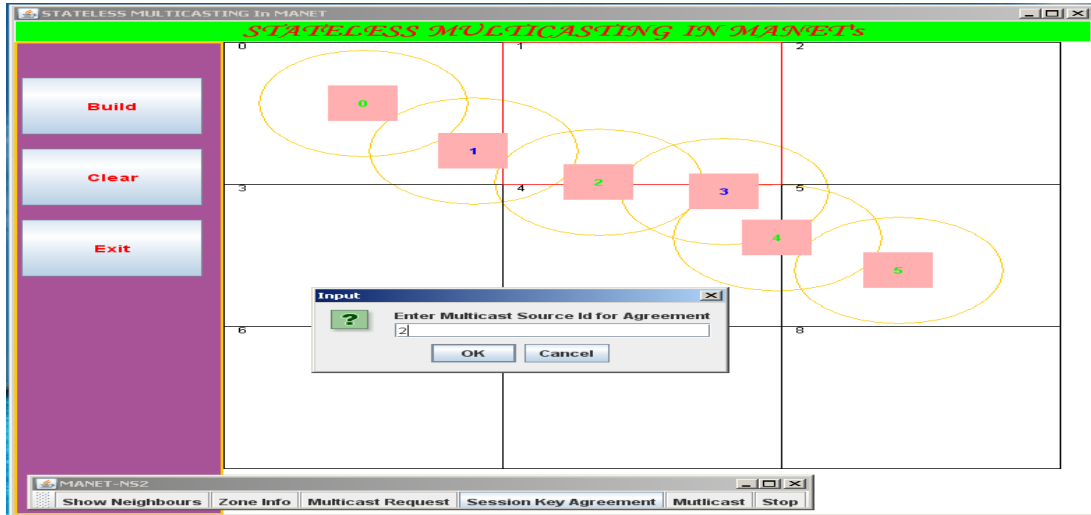 STATELESS MULTICASTING In MANET
STATELESS MULTICASTING IN MANET's
Build
Clear
Exit
0 1 2
0
1
2
3
3 4 5
4
5
Input
?
Enter Multicast Source Id for Agreement
2
OK Cancel
6 8
MANET-NS2
Show Neighbours Zone Info Multicast Request Session Key Agreement Mutlicast Stop